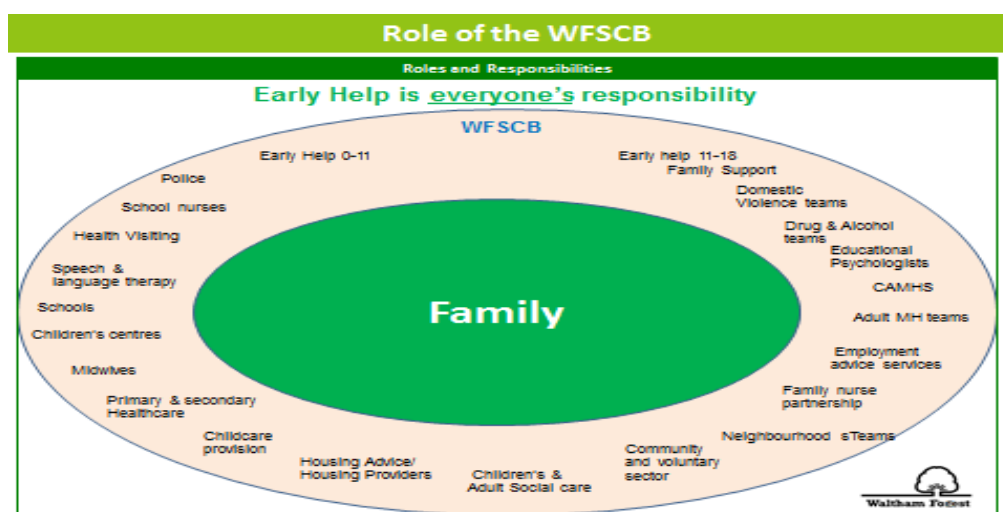 Role of the WFSCB
Roles and Responsibilities
Early Help is everyone's responsibility
WFSCB
Early Help 0-11
Police
School nurses
Health Visiting
Speech &
language therapy
Schools
Children's centres
Midwives
Primary & secondary
Healthcare
Childcare
provision
Housing Advice/
Housing Providers
Children's &
Adult Social care
Community
and voluntary
sector
Neighbourhood sTeams
Family nurse
partnership
Employment
advice services
Adult MH teams
CAMHS
Educational
Psychologists
Drug & Alcohol
teams
Domestic
Violence teams
Early help 11-18
Family Support
Family
Waltham Forest